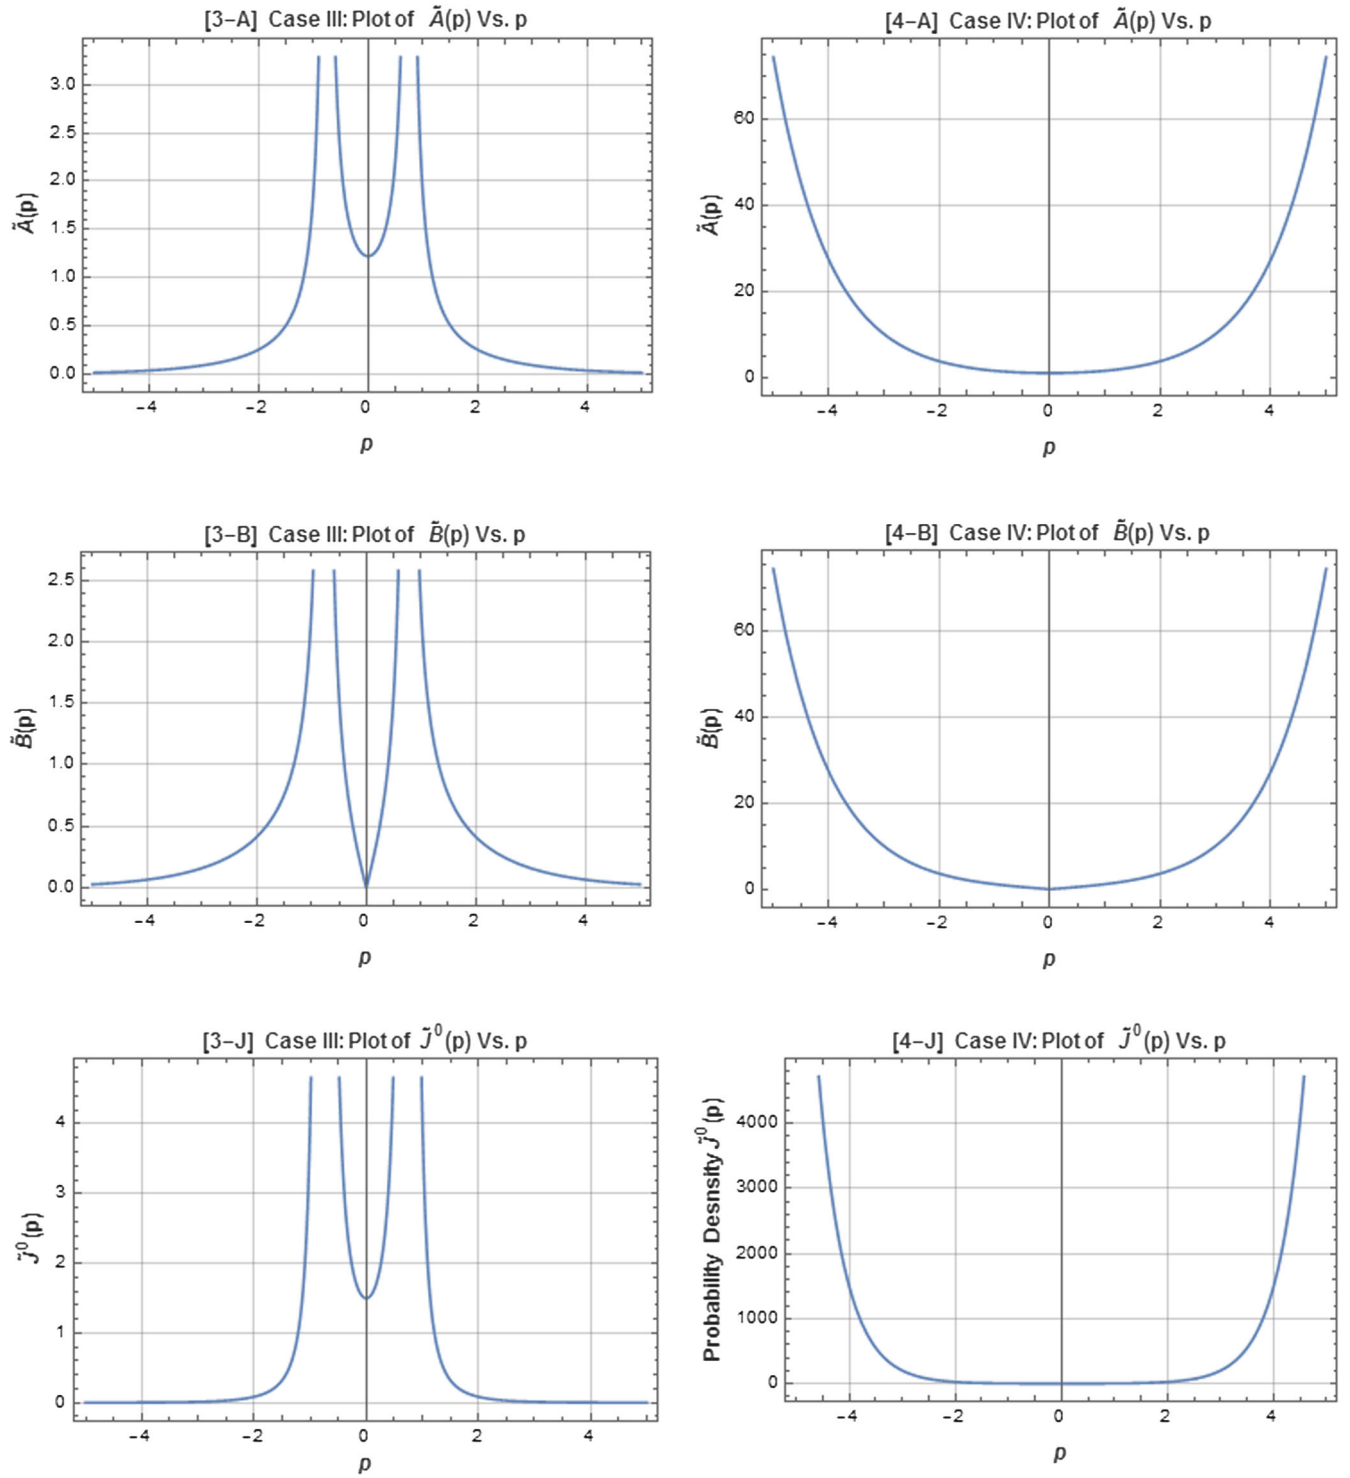 [3-A] Case III: Plot of Ã(p) Vs. p
3.0
2.5
2.0
1.5
1.0
0.5
0.0
Ã(p)
-4 -2 0 2 4
p
[4-A] Case IV: Plot of Ã(p) Vs. p
60
40
20
0
Ã(p)
-4 -2 0 2 4
p
[3-B] Case III: Plot of B̃(p) Vs. p
2.5
2.0
1.5
1.0
0.5
0.0
B̃(p)
-4 -2 0 2 4
p
[4-B] Case IV: Plot of B̃(p) Vs. p
60
40
20
0
B̃(p)
-4 -2 0 2 4
p
[3-J] Case III: Plot of J̃⁰(p) Vs. p
4
3
2
1
0
J̃⁰(p)
-4 -2 0 2 4
p
[4-J] Case IV: Plot of J̃⁰(p) Vs. p
4000
3000
2000
1000
0
Probability Desnsity J̃⁰(p)
-4 -2 0 2 4
p